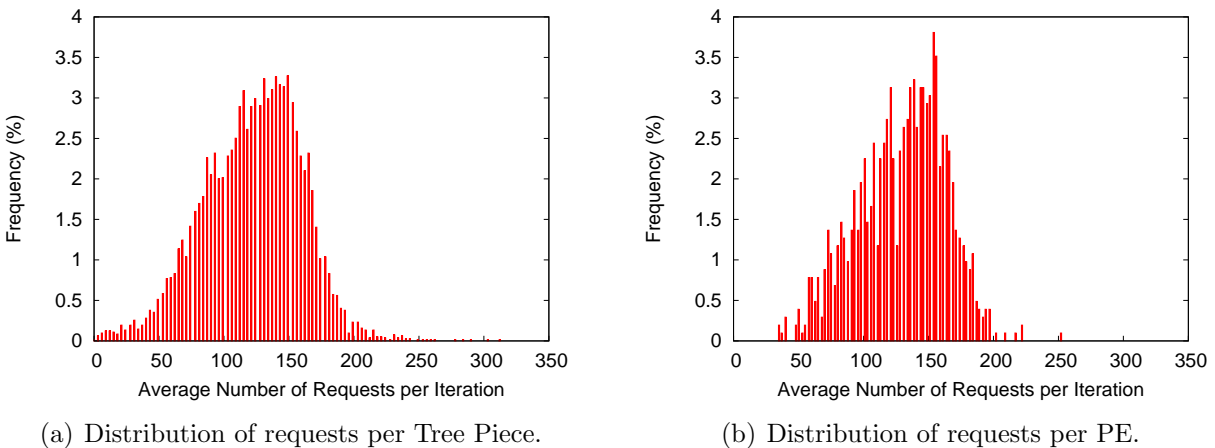 4
3.5
3
2.5
2
1.5
1
0.5
0
Frequency (%)
0 50 100 150 200 250 300 350
Average Number of Requests per Iteration
(a) Distribution of requests per Tree Piece.
4
3.5
3
2.5
2
1.5
1
0.5
0
Frequency (%)
0 50 100 150 200 250 300 350
Average Number of Requests per Iteration
(b) Distribution of requests per PE.